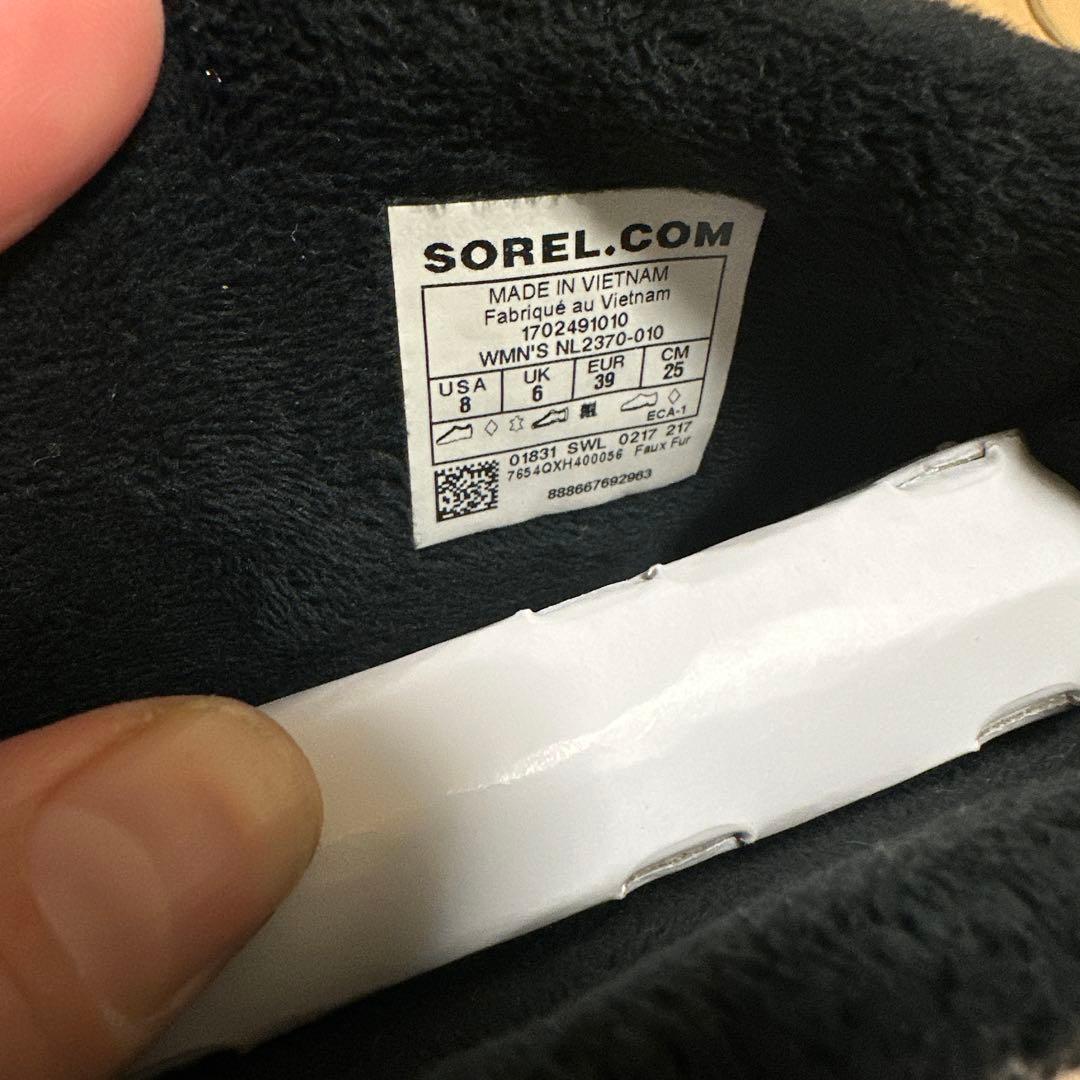 SOREL.COM
MADE IN VIETNAM
Fabriqué au Vietnam
1702491010
WMN'S NL2370-010
USA UK EUR CM
8 6 39 25
ECA-1
01831 SWL 0217 217
7654QXH400056 Faux Fur
888667692963